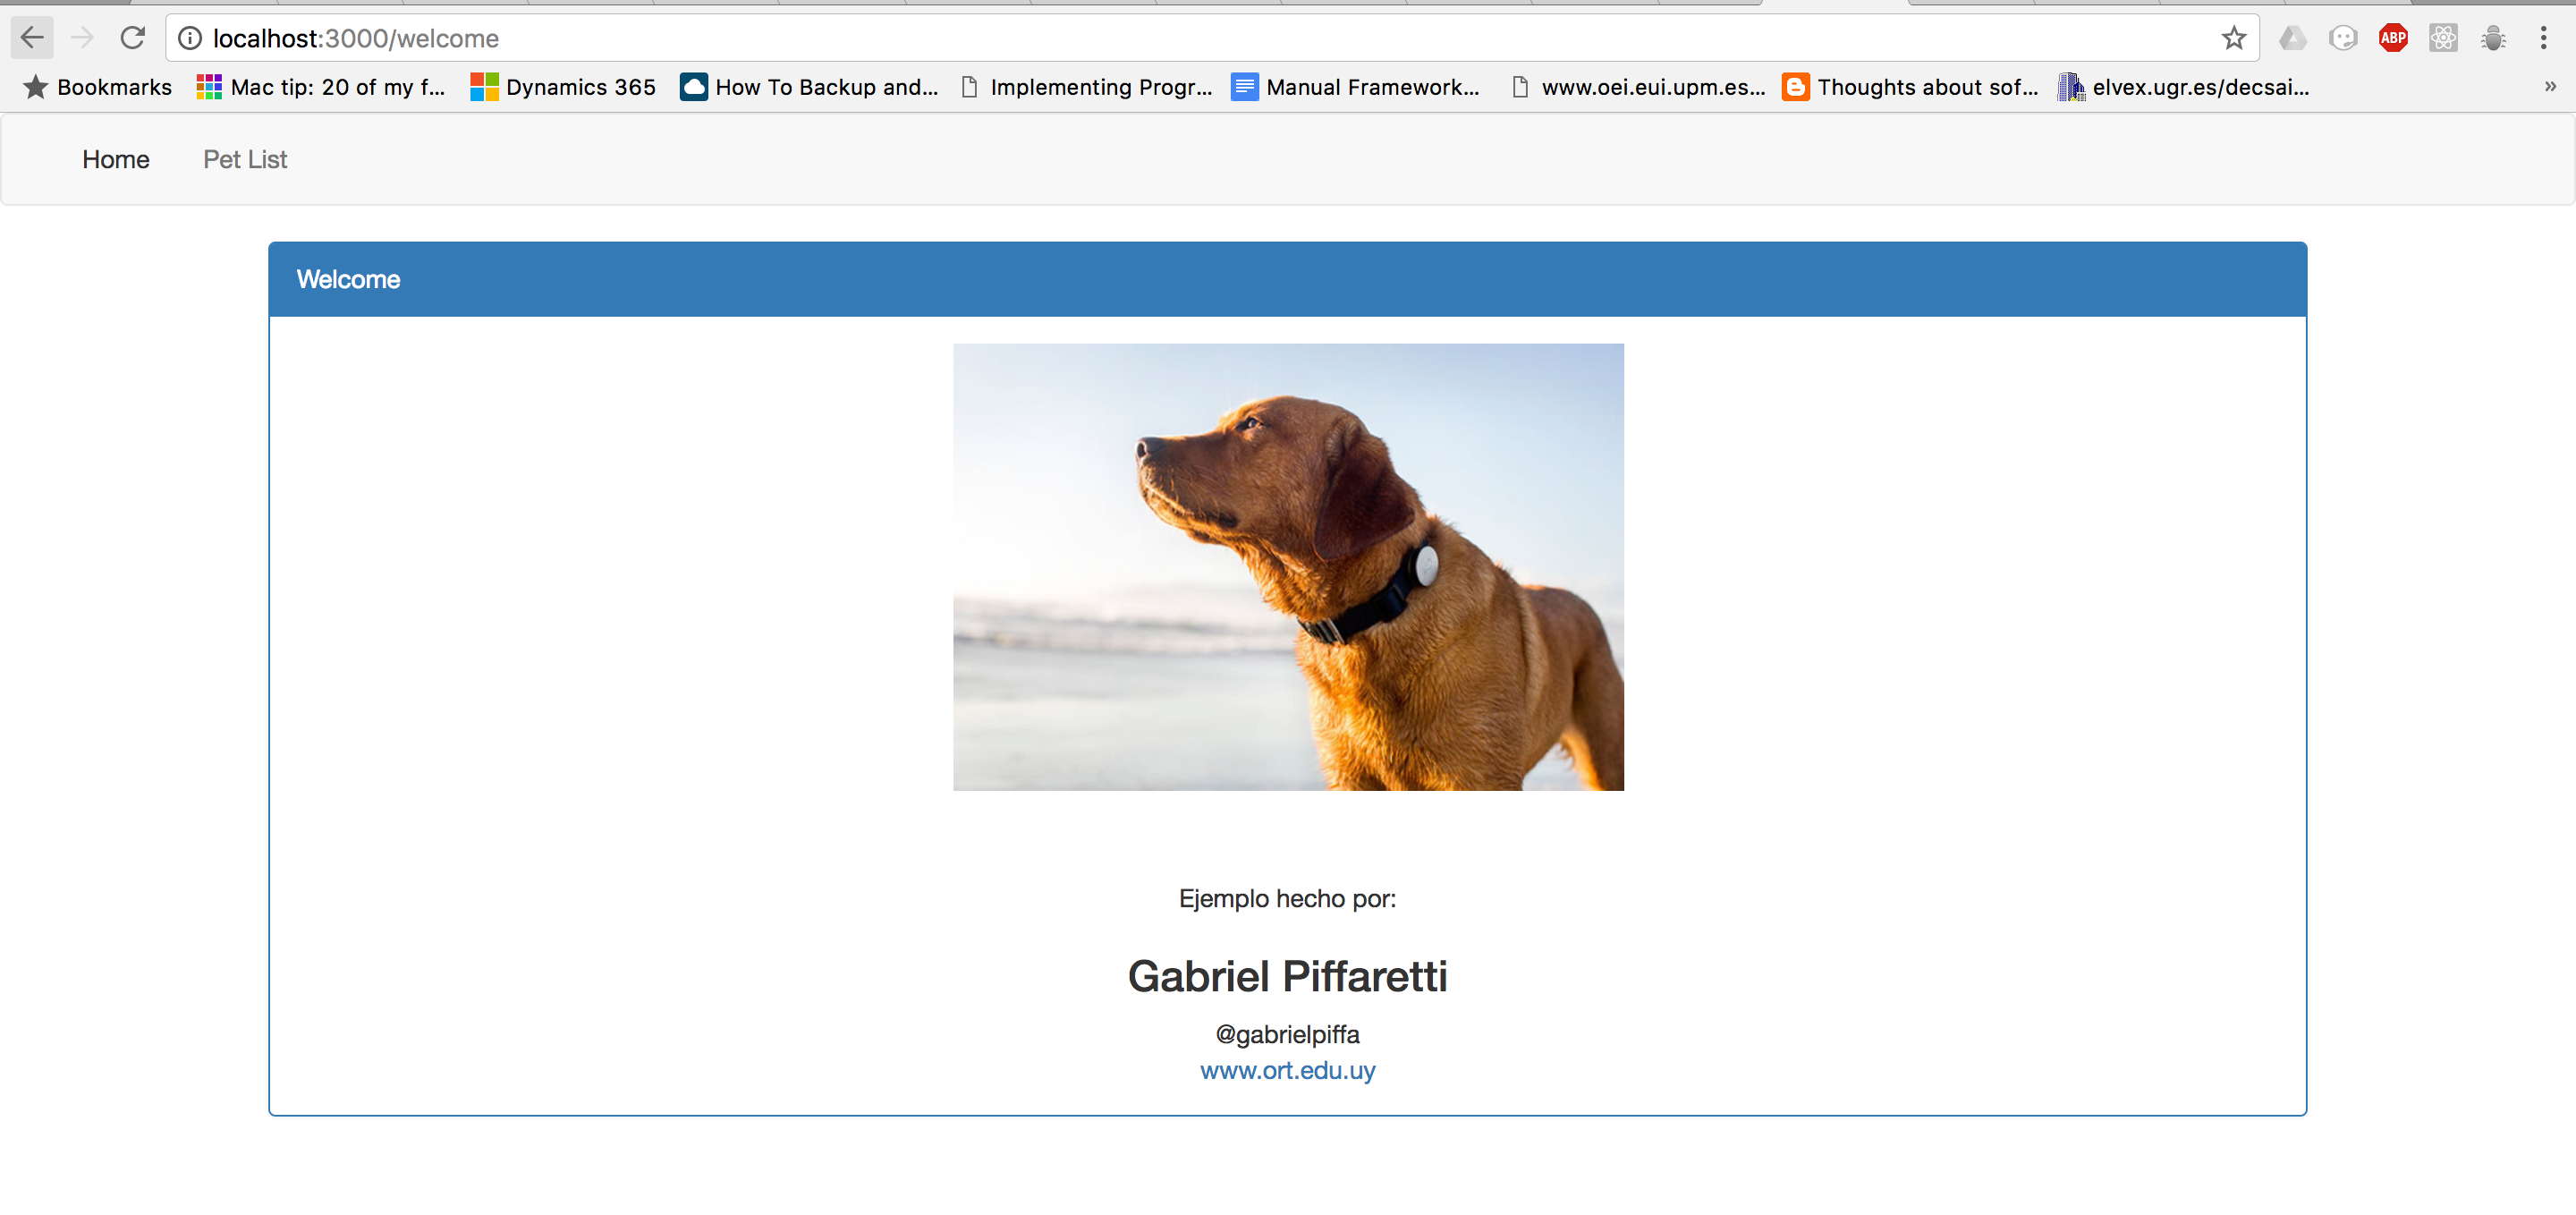 localhost:3000/welcome
Bookmarks Mac tip: 20 of my f... Dynamics 365 How To Backup and... Implementing Progr... Manual Framework... www.oei.eui.upm.es... Thoughts about sof... elvex.ugr.es/decsai... »
ABP
Home Pet List
Welcome
Ejemplo hecho por:
Gabriel Piffaretti
@gabrielpiffa
www.ort.edu.uy